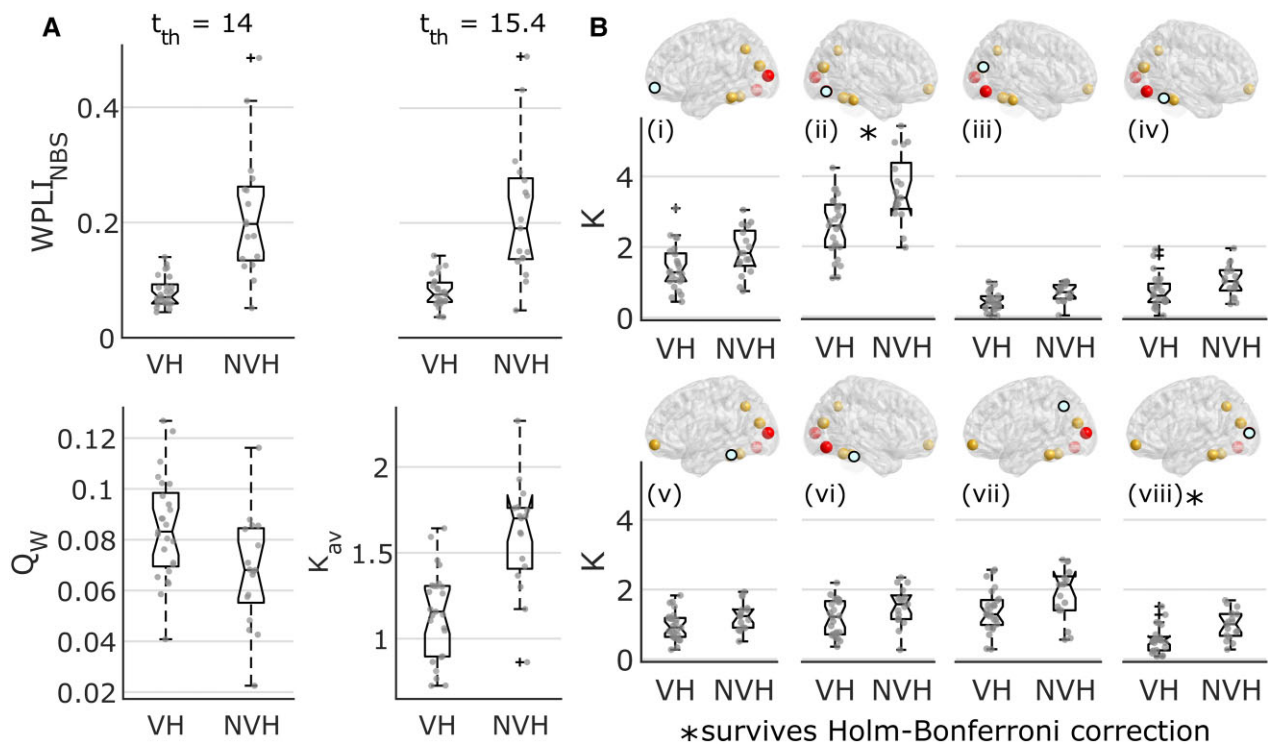 A
t_th = 14
t_th = 15.4
WPLI_NBS
0.4
0.2
0
VH NVH
VH NVH
Q_W
0.12
0.1
0.08
0.06
0.04
0.02
VH NVH
K_av
2
1.5
1
VH NVH
B
(i) (ii) * (iii) (iv)
K
4
2
0
VH NVH VH NVH VH NVH VH NVH
(v) (vi) (vii) (viii)*
K
4
2
0
VH NVH VH NVH VH NVH VH NVH
*survives Holm-Bonferroni correction